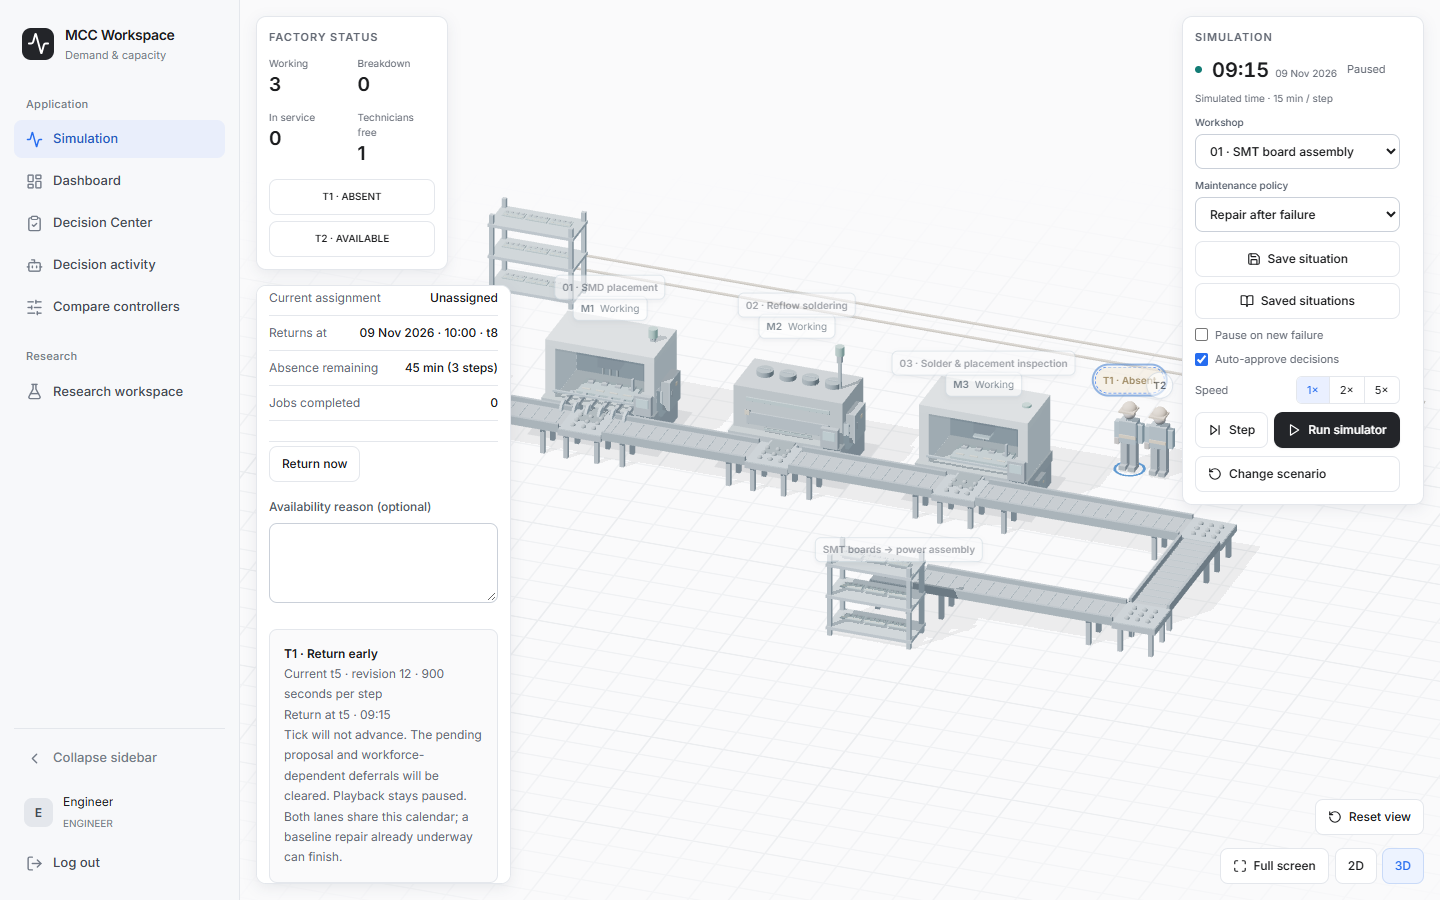 MCC Workspace
Demand & capacity
Application
Simulation
Dashboard
Decision Center
Decision activity
Compare controllers
Research
Research workspace
Collapse sidebar
E
Engineer
ENGINEER
Log out
FACTORY STATUS
Working
Breakdown
3
0
In service
Technicians
free
0
1
T1 · ABSENT
T2 · AVAILABLE
Current assignment
Unassigned
Returns at
09 Nov 2026 · 10:00 · t8
Absence remaining
45 min (3 steps)
Jobs completed
0
Return now
Availability reason (optional)
T1 · Return early
Current t5 · revision 12 · 900
seconds per step
Return at t5 · 09:15
Tick will not advance. The pending
proposal and workforce-
dependent deferrals will be
cleared. Playback stays paused.
Both lanes share this calendar; a
baseline repair already underway
can finish.
01 · SMD placement
M1 Working
02 · Reflow soldering
M2 Working
03 · Solder & placement inspection
M3 Working
T1 · Absent
T2
SMT boards → power assembly
SIMULATION
09:15 09 Nov 2026 Paused
Simulated time · 15 min / step
Workshop
01 · SMT board assembly
Maintenance policy
Repair after failure
Save situation
Saved situations
Pause on new failure
Auto-approve decisions
Speed
1×
2×
5×
Step
Run simulator
Change scenario
Reset view
Full screen
2D
3D